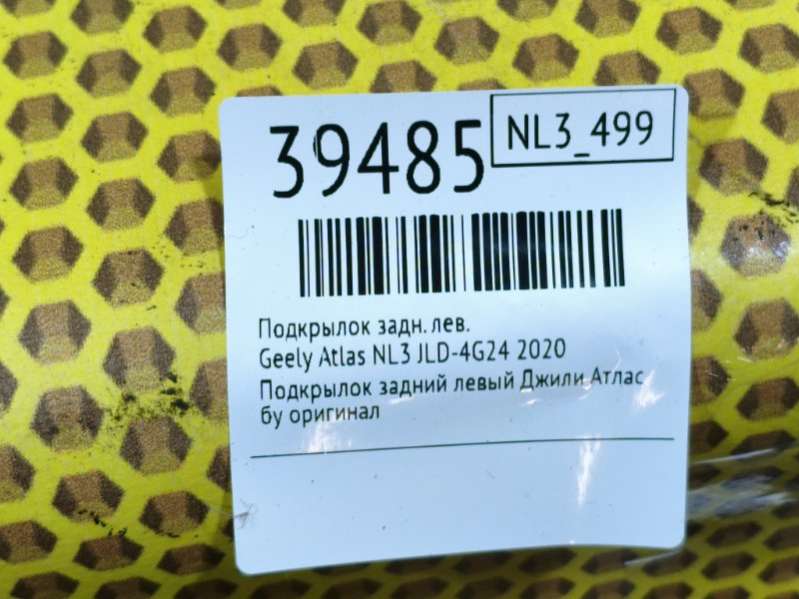 39485
NL3_499
Подкрылок задн. лев.
Geely Atlas NL3 JLD-4G24 2020
Подкрылок задний левый Джили Атлас
бу оригинал